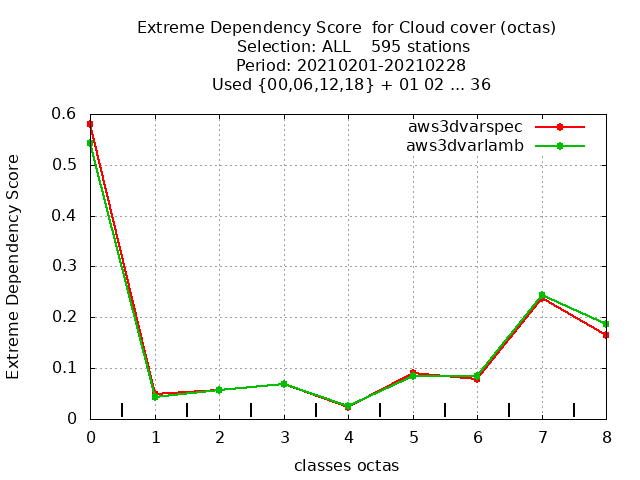 Extreme Dependency Score  for Cloud cover (octas)
Selection: ALL    595 stations
Period: 20210201-20210228
Used {00,06,12,18} + 01 02 ... 36
aws3dvarspec
aws3dvarlamb
Extreme Dependency Score
0.6
0.5
0.4
0.3
0.2
0.1
0
0 1 2 3 4 5 6 7 8
classes octas